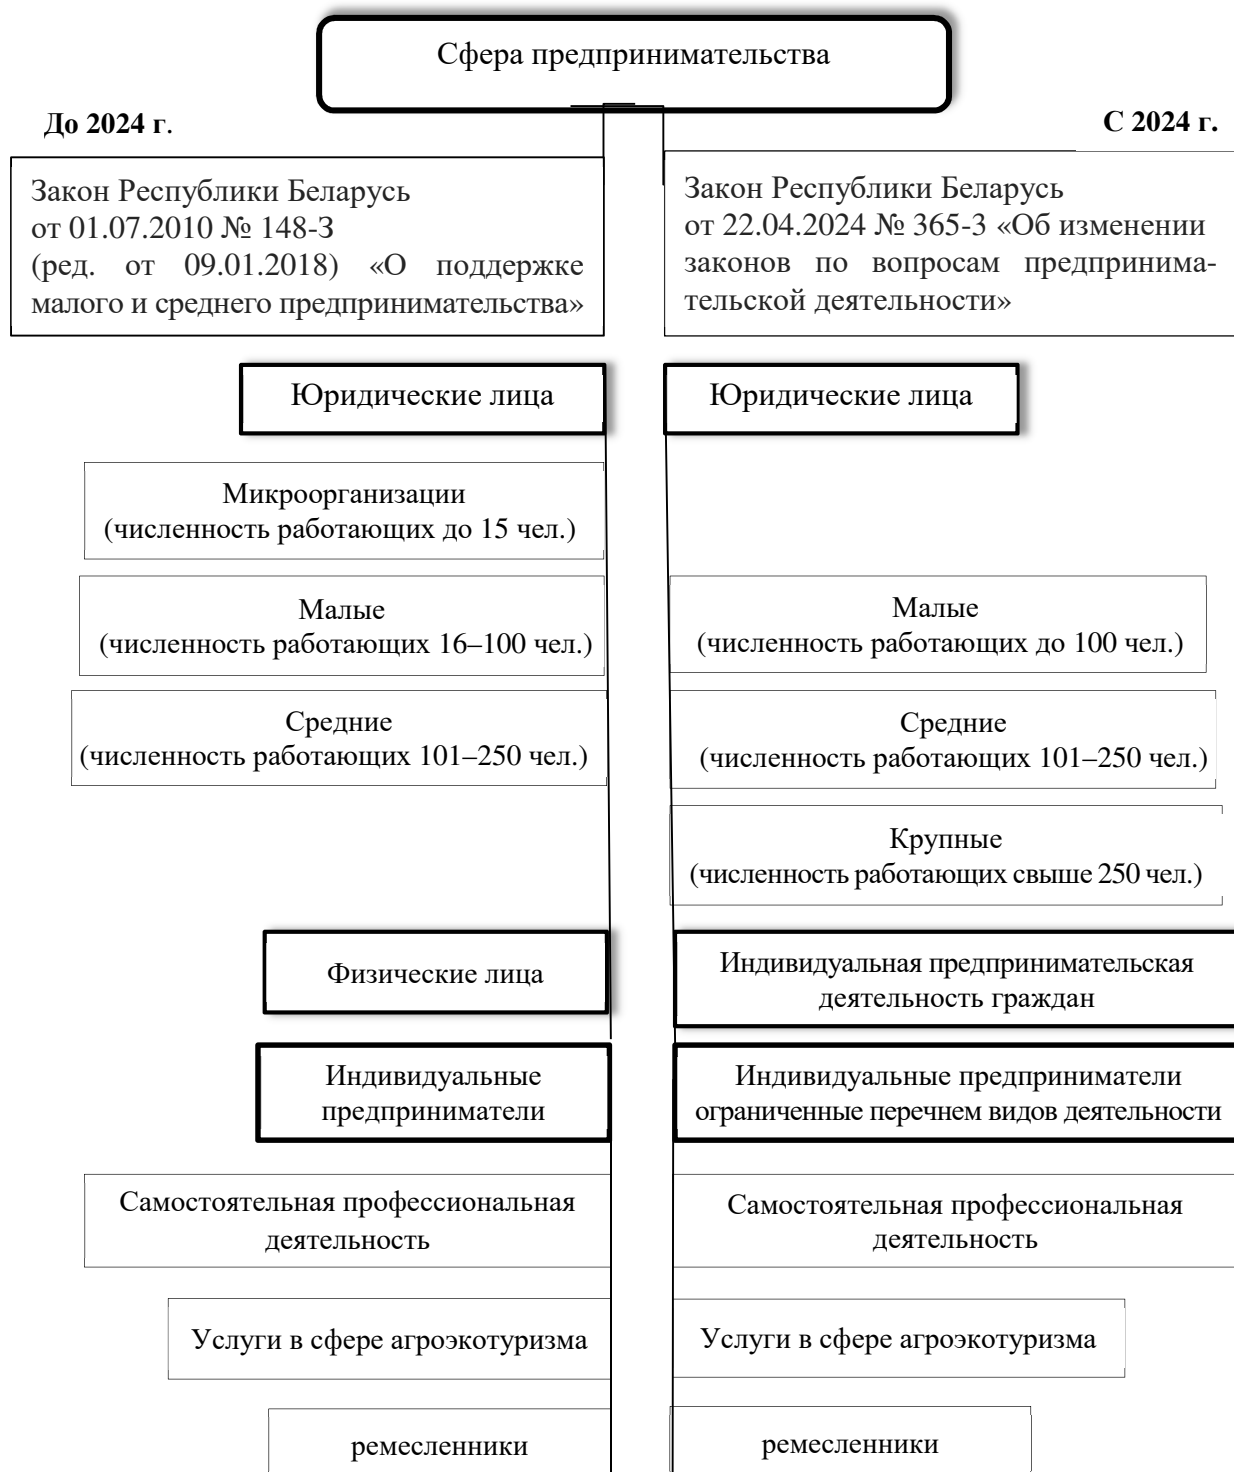 Сфера предпринимательства
До 2024 г.
С 2024 г.
Закон Республики Беларусь
от 01.07.2010 № 148-З
(ред. от 09.01.2018) «О поддержке
малого и среднего предпринимательства»
Закон Республики Беларусь
от 22.04.2024 № 365-З «Об изменении
законов по вопросам предпринима-
тельской деятельности»
Юридические лица
Юридические лица
Микроорганизации
(численность работающих до 15 чел.)
Малые
(численность работающих 16–100 чел.)
Малые
(численность работающих до 100 чел.)
Средние
(численность работающих 101–250 чел.)
Средние
(численность работающих 101–250 чел.)
Крупные
(численность работающих свыше 250 чел.)
Физические лица
Индивидуальная предпринимательская
деятельность граждан
Индивидуальные
предприниматели
Индивидуальные предприниматели
ограниченные перечнем видов деятельности
Самостоятельная профессиональная
деятельность
Самостоятельная профессиональная
деятельность
Услуги в сфере агроэкотуризма
Услуги в сфере агроэкотуризма
ремесленники
ремесленники